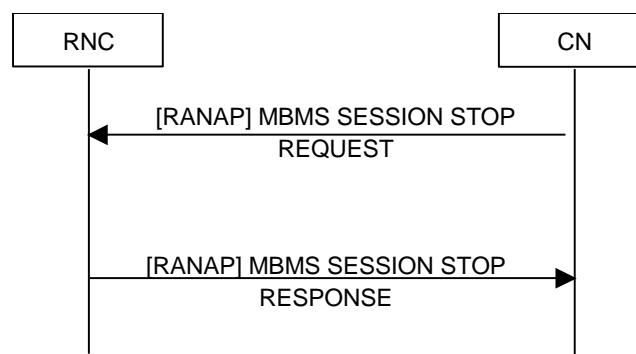 RNC
CN
[RANAP] MBMS SESSION STOP
REQUEST
[RANAP] MBMS SESSION STOP
RESPONSE